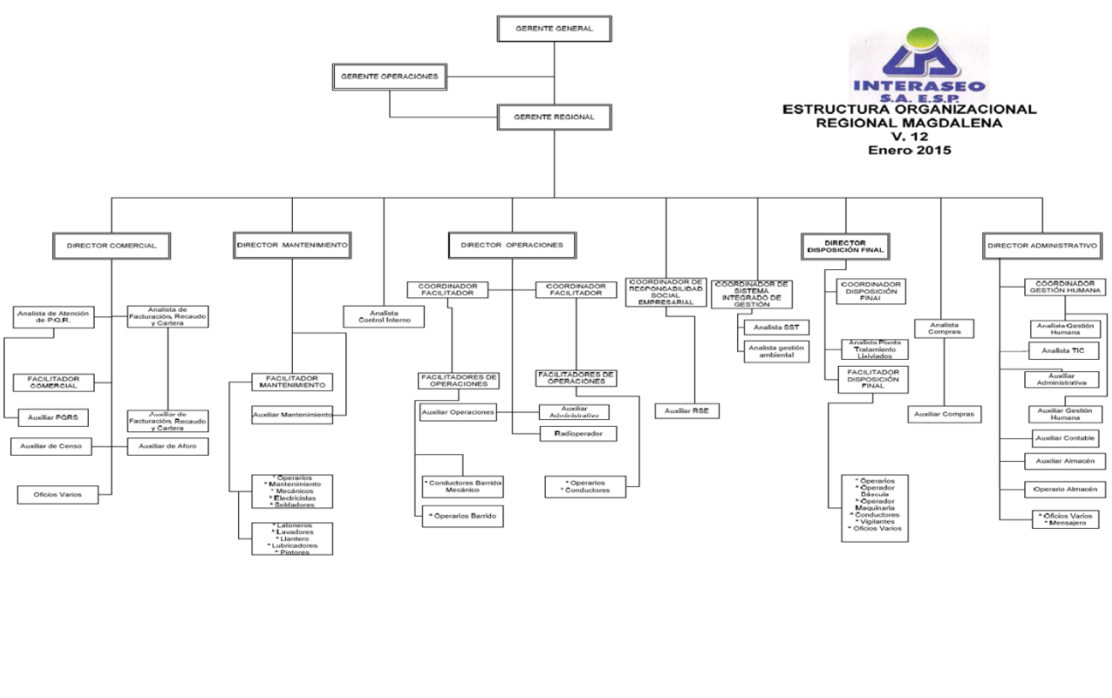 GERENTE GENERAL
GERENTE OPERACIONES
GERENTE REGIONAL
INTERASEO
S.A. E.S.P.
ESTRUCTURA ORGANIZACIONAL
REGIONAL MAGDALENA
V. 12
Enero 2015
DIRECTOR COMERCIAL
DIRECTOR MANTENIMIENTO
DIRECTOR OPERACIONES
DIRECTOR
DISPOSICIÓN FINAL
DIRECTOR ADMINISTRATIVO
Analista de Atención
de P.Q.R.
Analista de
Facturación, Recaudo
y Cartera
FACILITADOR
COMERCIAL
Auxiliar PGRS
Auxiliar de
Facturación, Recaudo
y Cartera
Auxiliar de Censo
Auxiliar de Aforo
Oficios Varios
FACILITADOR
MANTENIMIENTO
Auxiliar Mantenimiento
* Operarios
* Mantenimiento
* Mecánicos
* Electricistas
* Soldadores
* Latoneros
* Lavadores
* Llantero
* Lubricadores
* Pintores
Analista
Control Interno
COORDINADOR
FACILITADOR
COORDINADOR
FACILITADOR
FACILITADORES DE
OPERACIONES
FACILITADORES DE
OPERACIONES
Auxiliar Operaciones
Auxiliar
Administrativo
Radioperador
* Conductores Barrido
Mecánico
* Operarios Barrido
* Operarios
* Conductores
COORDINADOR DE
RESPONSABILIDAD
SOCIAL
EMPRESARIAL
Auxiliar RSE
COORDINADOR DE
SISTEMA
INTEGRADO DE
GESTIÓN
Analista SST
Analista gestión
ambiental
COORDINADOR
DISPOSICIÓN
FINAL
Analista Planta
Tratamiento
Lixiviados
FACILITADOR
DISPOSICIÓN
FINAL
* Operarios
* Operador
Báscula
* Operador
Maquinaria
* Conductores
* Vigilantes
* Oficios Varios
Analista
Compras
Auxiliar Compras
COORDINADOR
GESTIÓN HUMANA
Analista Gestión
Humana
Analista TIC
Auxiliar
Administrativa
Auxiliar Gestión
Humana
Auxiliar Contable
Auxiliar Almacén
Operario Almacén
* Oficios Varios
* Mensajero